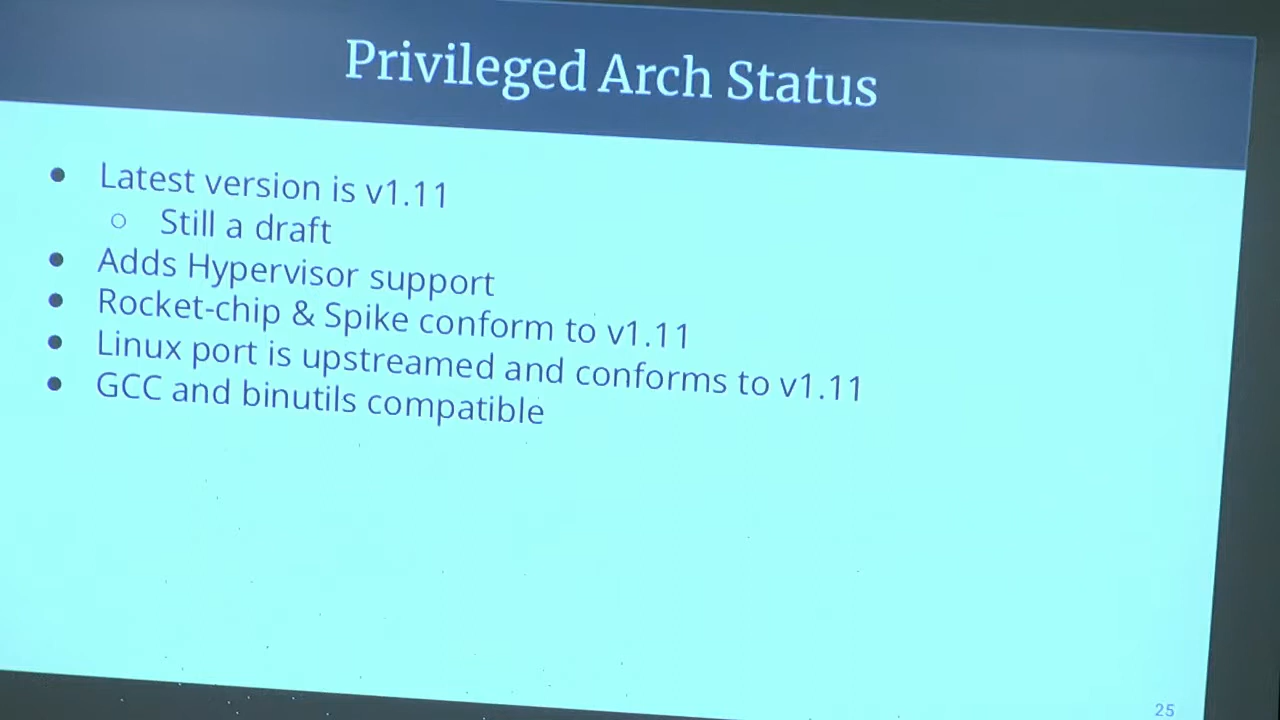 Privileged Arch Status
● Latest version is v1.11
○ Still a draft
● Adds Hypervisor support
● Rocket-chip & Spike conform to v1.11
● Linux port is upstreamed and conforms to v1.11
● GCC and binutils compatible
25